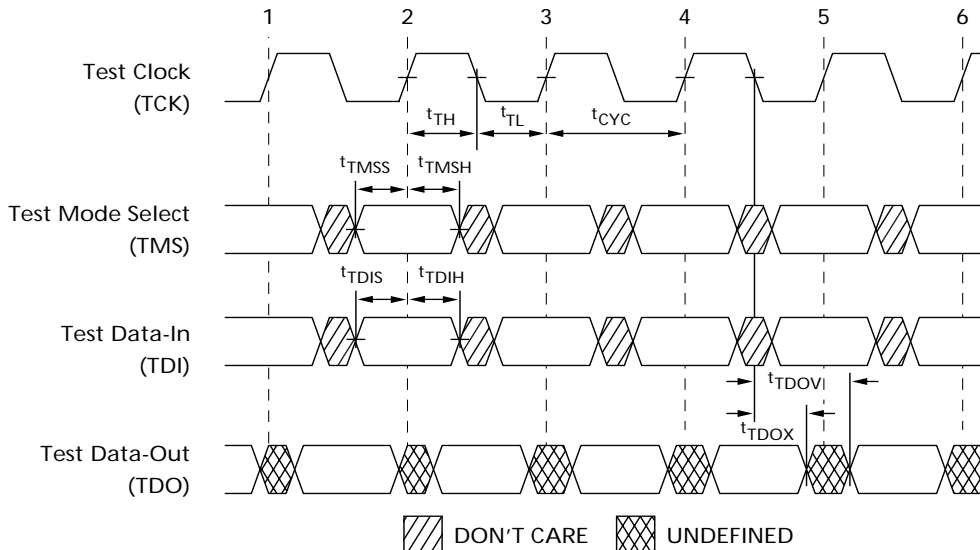 1 2 3 4 5 6
Test Clock
(TCK)
tTH tTL tCYC
tTMSS tTMSH
Test Mode Select
(TMS)
tTDIS tTDIH
Test Data-In
(TDI)
tTDOV
tTDOX
Test Data-Out
(TDO)
DON'T CARE UNDEFINED